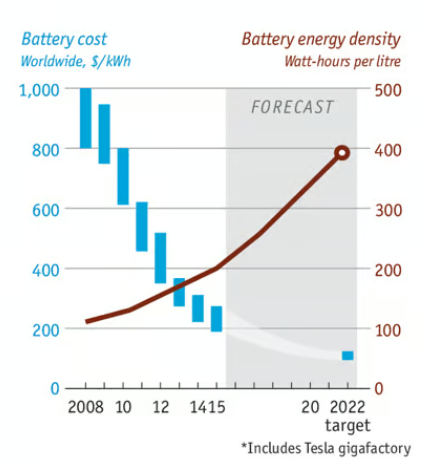 Battery cost
Worldwide, $/kWh
Battery energy density
Watt-hours per litre
1,000
800
600
400
200
0
FORECAST
500
400
300
200
100
0
2008 10 12 1415 20 2022
target
*Includes Tesla gigafactory